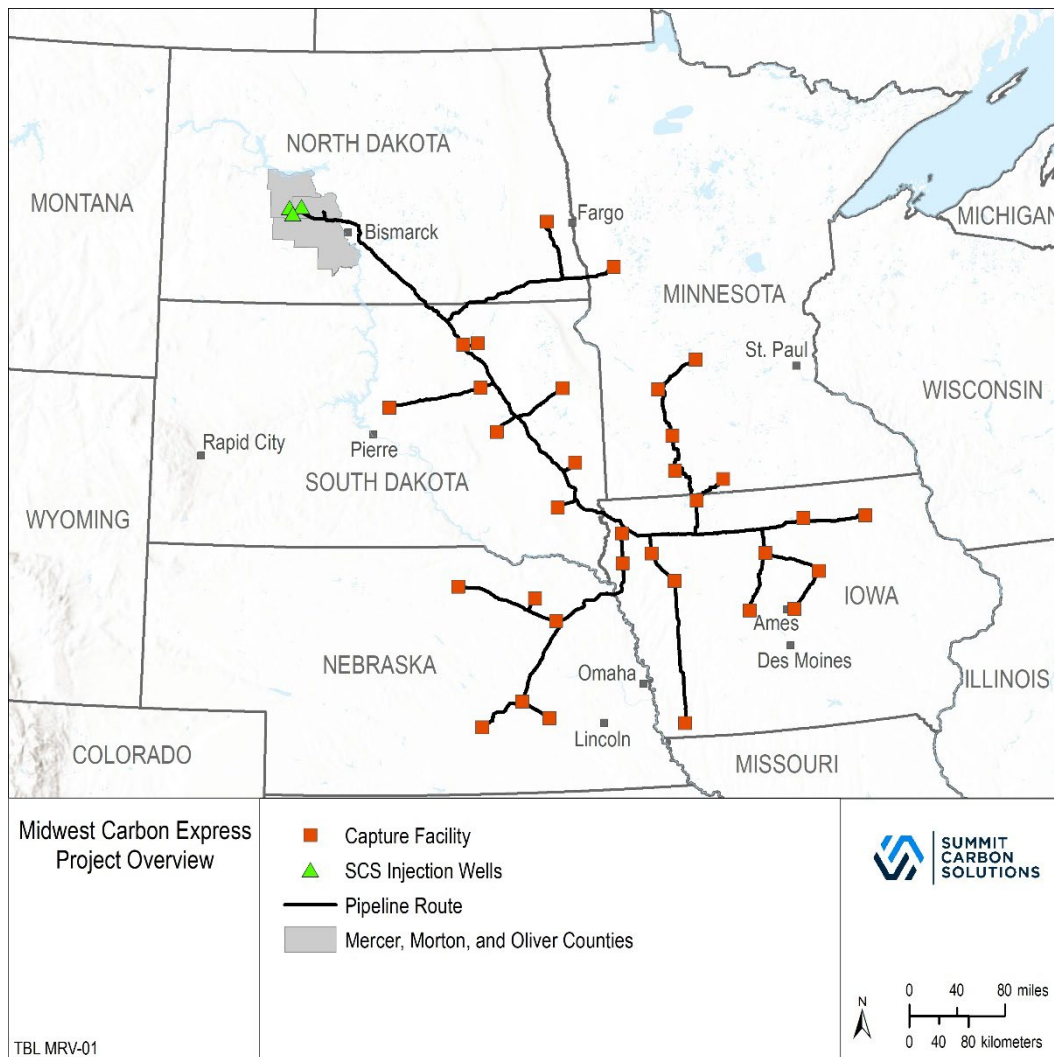 NORTH DAKOTA
MONTANA
Fargo
MICHIGAN
Bismarck
MINNESOTA
St. Paul
WISCONSIN
Rapid City
Pierre
SOUTH DAKOTA
WYOMING
IOWA
Ames
NEBRASKA
Des Moines
Omaha
ILLINOIS
Lincoln
COLORADO
MISSOURI
Midwest Carbon Express
Project Overview
TBL MRV-01
Capture Facility
SCS Injection Wells
Pipeline Route
Mercer, Morton, and Oliver Counties
SUMMIT
CARBON
SOLUTIONS
N
0 40 80 miles
0 40 80 kilometers